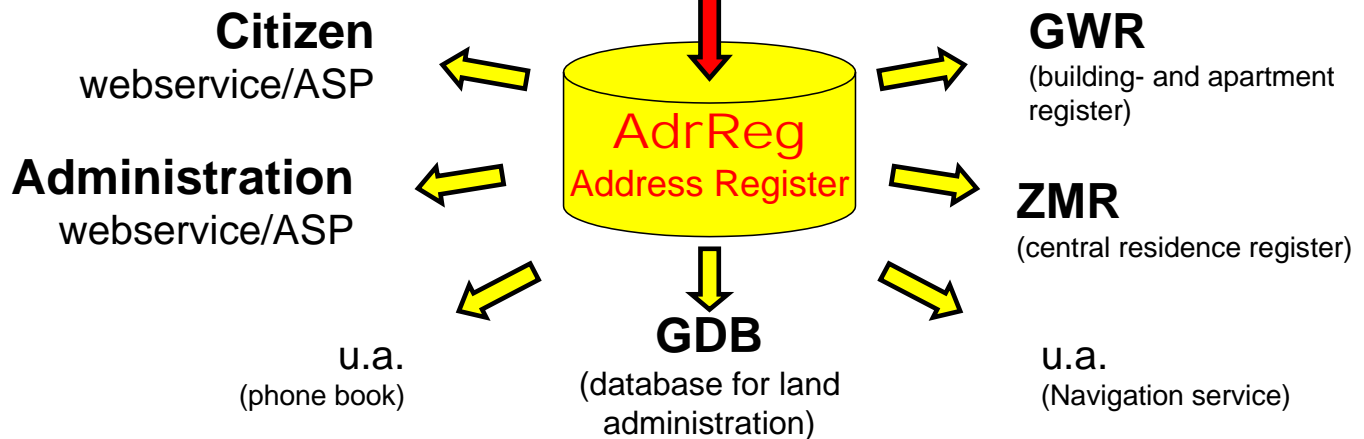 Citizen
webservice/ASP
Administration
webservice/ASP
u.a.
(phone book)
AdrReg
Address Register
GDB
(database for land
administration)
GWR
(building- and apartment
register)
ZMR
(central residence register)
u.a.
(Navigation service)